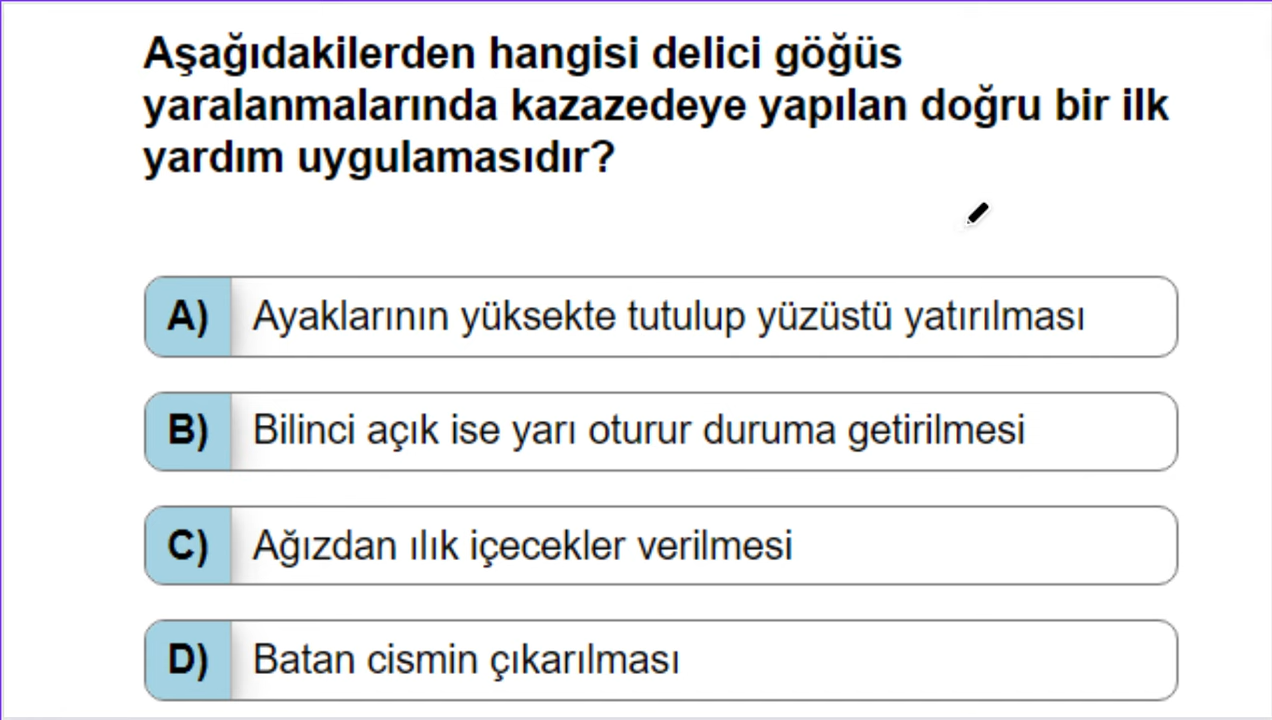 Aşağıdakilerden hangisi delici göğüs
yaralanmalarında kazazedeye yapılan doğru bir ilk
yardım uygulamasıdır?
A) Ayaklarının yüksekte tutulup yüzüstü yatırılması
B) Bilinci açık ise yarı oturur duruma getirilmesi
C) Ağızdan ılık içecekler verilmesi
D) Batan cismin çıkarılması